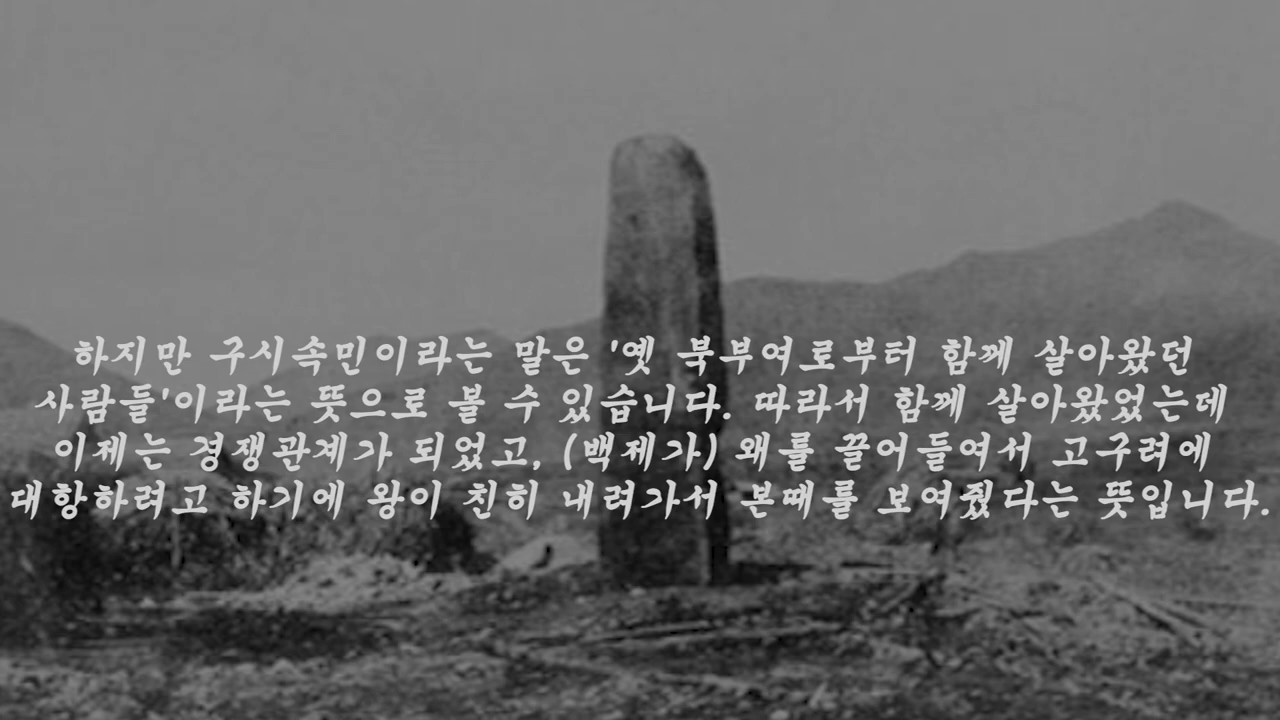 하지만 구시속민이라는 말은 '옛 북부여로부터 함께 살아왔던
사람들'이라는 뜻으로 볼 수 있습니다. 따라서 함께 살아왔었는데
이제는 경쟁관계가 되었고, (백제가) 왜를 끌어들여서 고구려에
대항하려고 하기에 왕이 친히 내려가서 본때를 보여줬다는 뜻입니다.